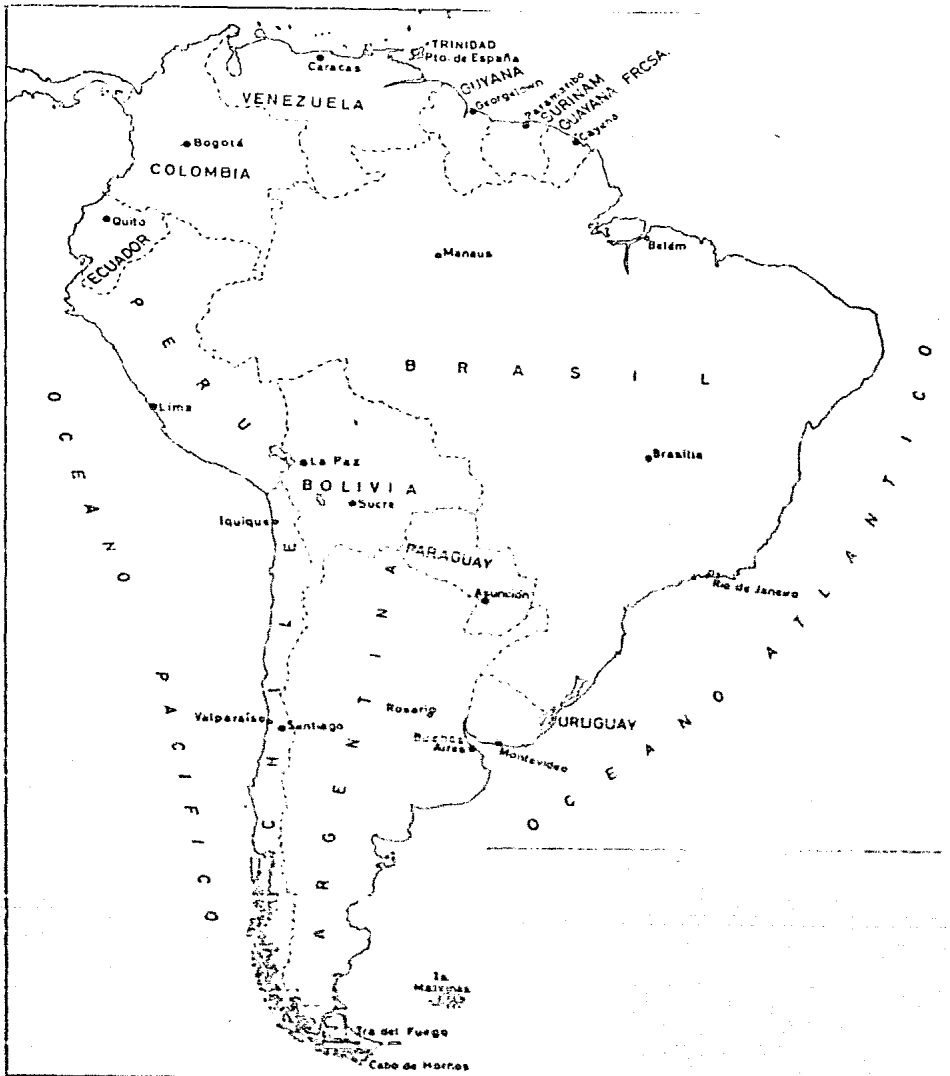 TRINIDAD
Pto. de España
Caracas
VENEZUELA
GUYANA
Georgetown
Paramaribo
SURINAM
GUAYANA FRCSA.
Cayena
Bogotá
COLOMBIA
Quito
ECUADOR
Manaus
Belém
PERU
BRASIL
Lima
La Paz
BOLIVIA
Sucre
Brasilia
Iquique
PARAGUAY
Asunción
Rio de Janeiro
CHILE
ARGENTINA
Valparaíso
Santiago
Rosario
Buenos
Aires
Montevideo
URUGUAY
OCEANO PACIFICO
OCEANO ATLANTICO
Is.
Malvinas
Tra del Fuego
Cabo de Hornos